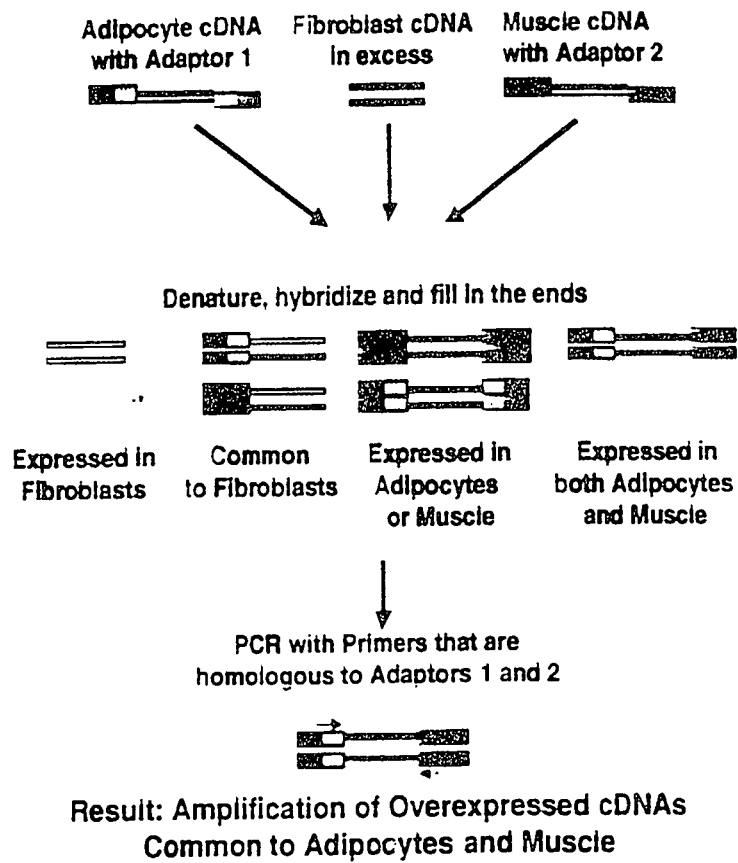 Adipocyte cDNA
with Adaptor 1
Fibroblast cDNA
in excess
Muscle cDNA
with Adaptor 2
Denature, hybridize and fill in the ends
Expressed in
Fibroblasts
Common
to Fibroblasts
Expressed in
Adipocytes
or Muscle
Expressed in
both Adipocytes
and Muscle
PCR with Primers that are
homologous to Adaptors 1 and 2
Result: Amplification of Overexpressed cDNAs
Common to Adipocytes and Muscle